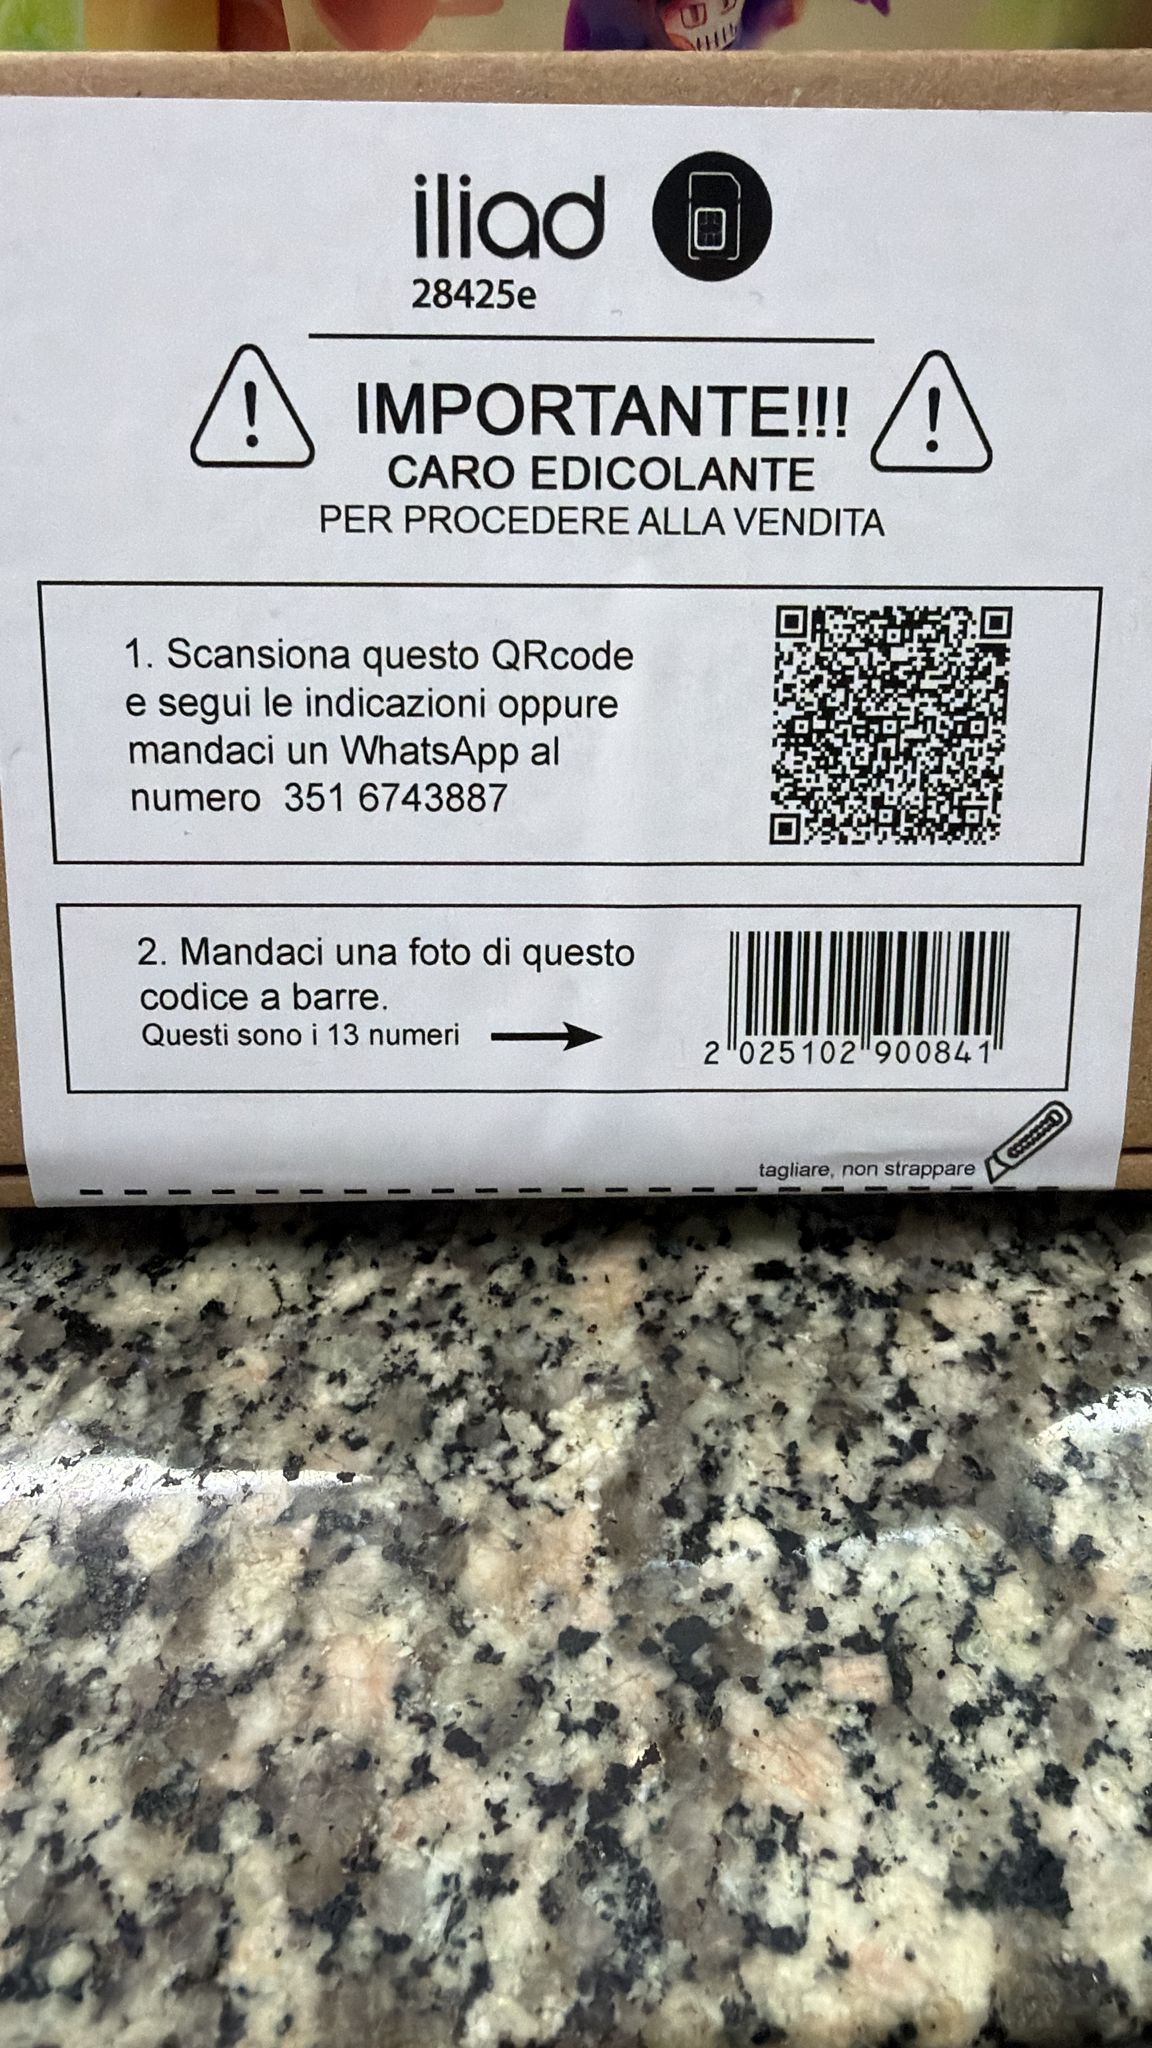 iliad
28425e
IMPORTANTE!!!
CARO EDICOLANTE
PER PROCEDERE ALLA VENDITA
1. Scansiona questo QRcode
e segui le indicazioni oppure
mandaci un WhatsApp al
numero 351 6743887
2. Mandaci una foto di questo
codice a barre.
Questi sono i 13 numeri
2 025102 900841
tagliare, non strappare